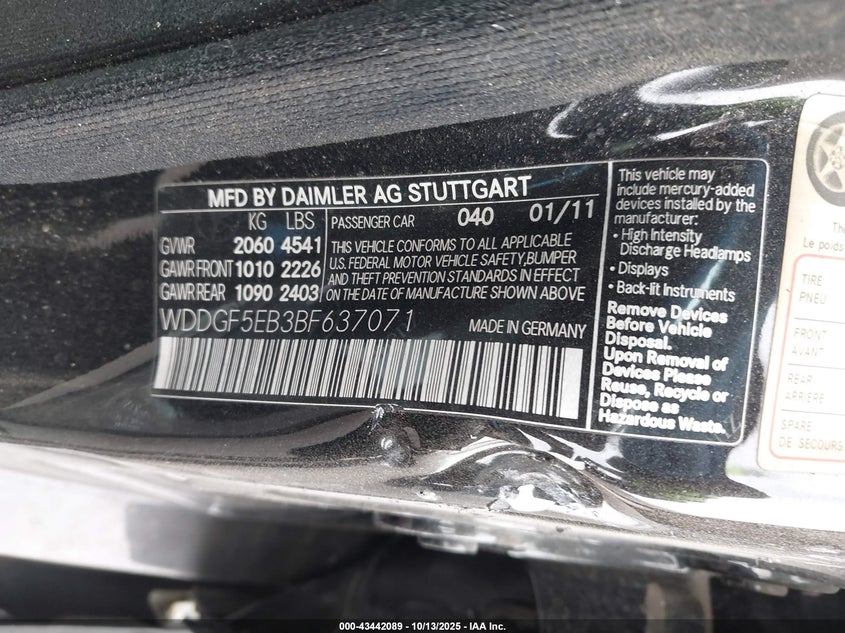 MFD BY DAIMLER AG STUTTGART
KG LBS
GVWR 2060 4541
GAWR FRONT 1010 2226
GAWR REAR 1090 2403
PASSENGER CAR 040 01/11
THIS VEHICLE CONFORMS TO ALL APPLICABLE
U.S. FEDERAL MOTOR VEHICLE SAFETY,BUMPER
AND THEFT PREVENTION STANDARDS IN EFFECT
ON THE DATE OF MANUFACTURE SHOWN ABOVE
WDDGF5EB3BF637071
MADE IN GERMANY
This vehicle may
include mercury-added
devices installed by the
manufacturer:
• High Intensity
Discharge Headlamps
• Displays
• Back-lit Instruments
Remove Devices
Before Vehicle
Disposal.
Upon Removal of
Devices Please
Reuse, Recycle or
Dispose as
Hazardous Waste.
Le poids
TIRE
PNEU
FRONT
AVANT
REAR
ARRIERE
SPARE
DE SECOURS
000-43442089 - 10/13/2025 - IAA Inc.